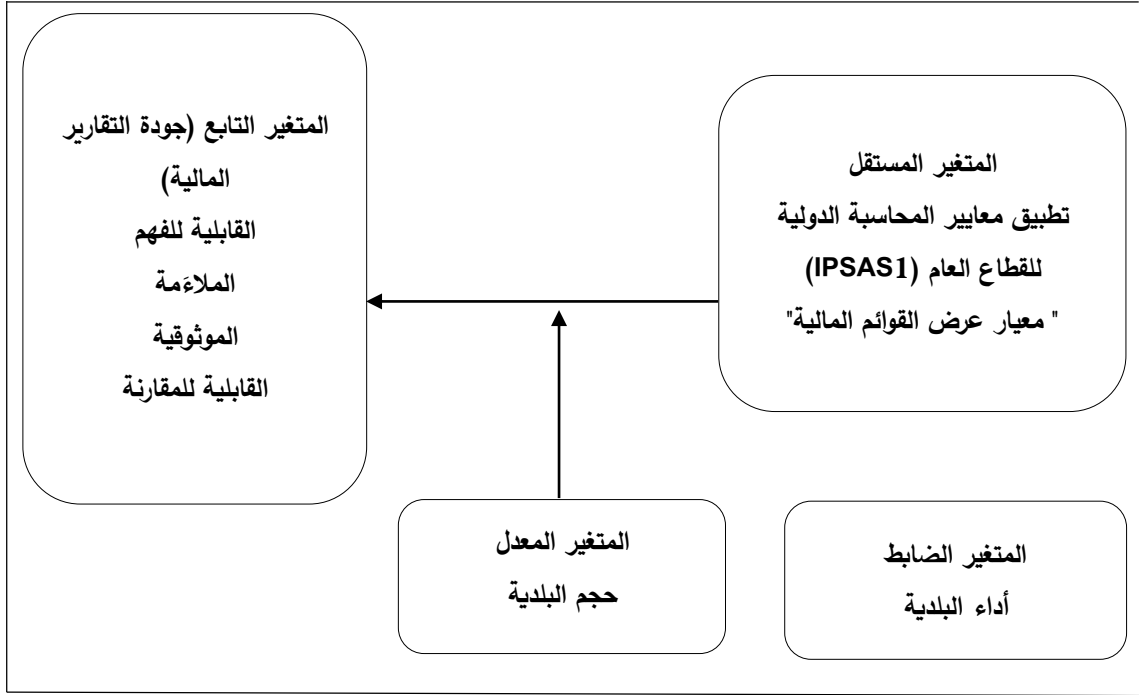 المتغير المستقل
تطبيق معايير المحاسبة الدولية
للقطاع العام (IPSAS1)
" معيار عرض القوائم المالية"
المتغير التابع (جودة التقارير
المالية)
القابلية للفهم
الملاءَمة
الموثوقية
القابلية للمقارنة
المتغير الضابط
أداء البلدية
المتغير المعدل
حجم البلدية